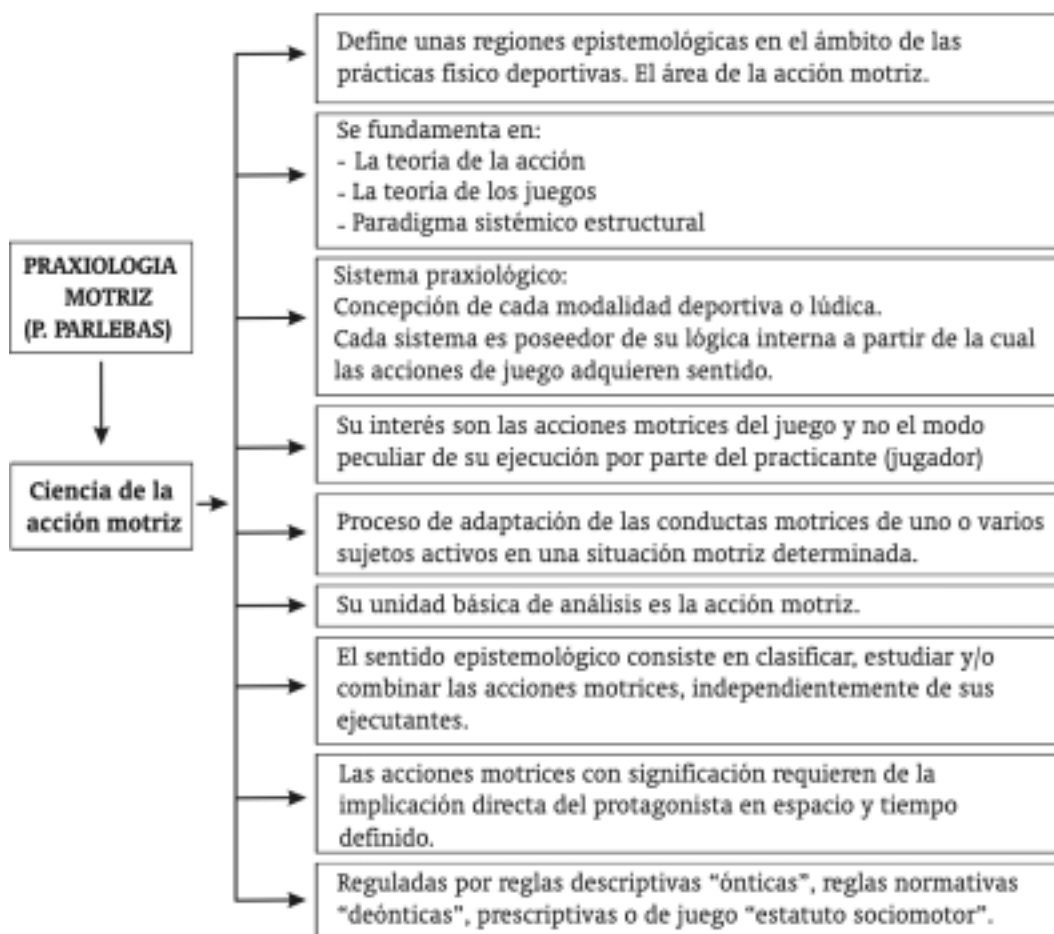 PRAXIOLOGIA
MOTRIZ
(P. PARLEBAS)
Ciencia de la
acción motriz
Define unas regiones epistemológicas en el ámbito de las
prácticas físico deportivas. El área de la acción motriz.
Se fundamenta en:
- La teoría de la acción
- La teoría de los juegos
- Paradigma sistémico estructural
Sistema praxiológico:
Concepción de cada modalidad deportiva o lúdica.
Cada sistema es poseedor de su lógica interna a partir de la cual
las acciones de juego adquieren sentido.
Su interés son las acciones motrices del juego y no el modo
peculiar de su ejecución por parte del practicante (jugador)
Proceso de adaptación de las conductas motrices de uno o varios
sujetos activos en una situación motriz determinada.
Su unidad básica de análisis es la acción motriz.
El sentido epistemológico consiste en clasificar, estudiar y/o
combinar las acciones motrices, independientemente de sus
ejecutantes.
Las acciones motrices con significación requieren de la
implicación directa del protagonista en espacio y tiempo
definido.
Reguladas por reglas descriptivas “ónticas”, reglas normativas
“deónticas”, prescriptivas o de juego “estatuto sociomotor”.